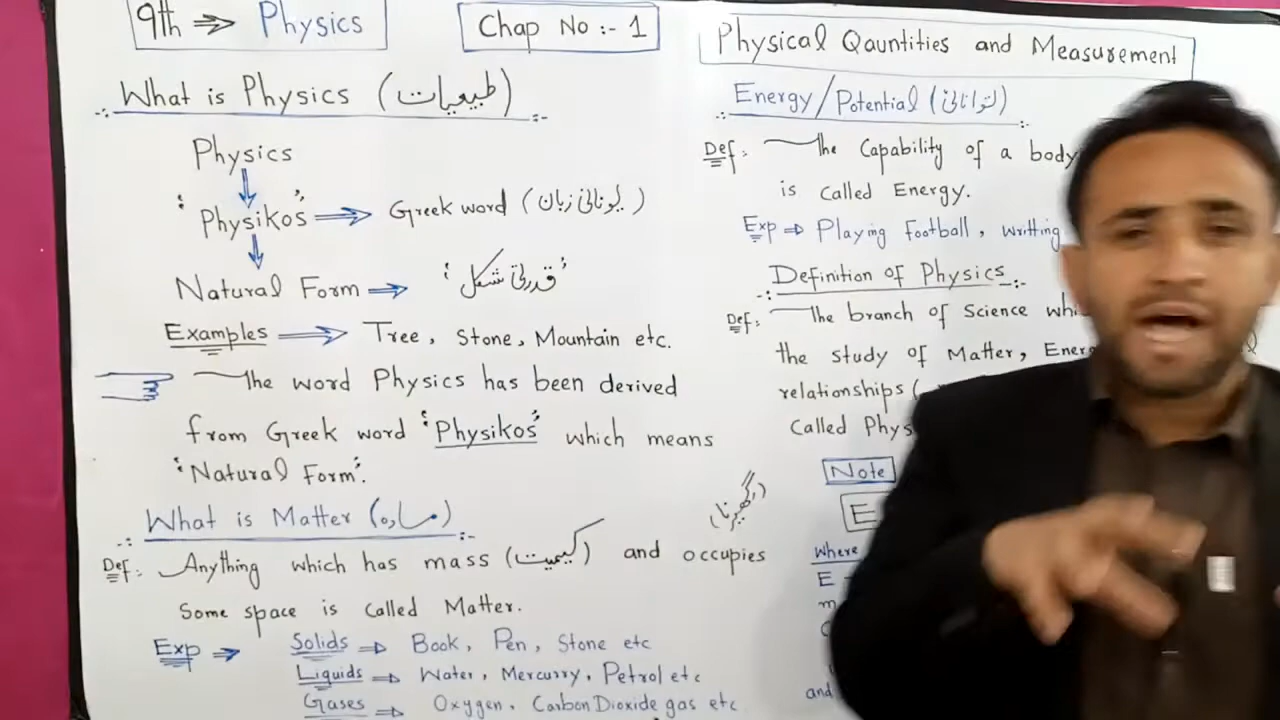 9th ⇒ Physics
Chap No :- 1
Physical Qauntities and Measurement
What is Physics (طبیعیات)
Physics
"Physikos" ⇒ Greek word (یونانی زبان)
Natural Form ⇒ 'قدرتی شکل'
Examples ⇒ Tree, Stone, Mountain etc.
The word Physics has been derived
from Greek word "Physikos" which means
"Natural Form".
What is Matter (مادہ)
Def: Anything which has mass (کمیت) and occupies (گھیرنا)
Some space is called Matter.
Exp ⇒ Solids ⇒ Book, Pen, Stone etc
Liquids ⇒ Water, Mercurry, Petrol etc
Gases ⇒ Oxygen, Carbon Dioxide gas etc
Energy/Potential (توانائی)
Def: The Capability of a body
is called Energy.
Exp ⇒ Playing Football, writting
Definition of Physics
Def: The branch of Science
the study of Matter,
relationships (
Called
Note
E
Where
E
m
and